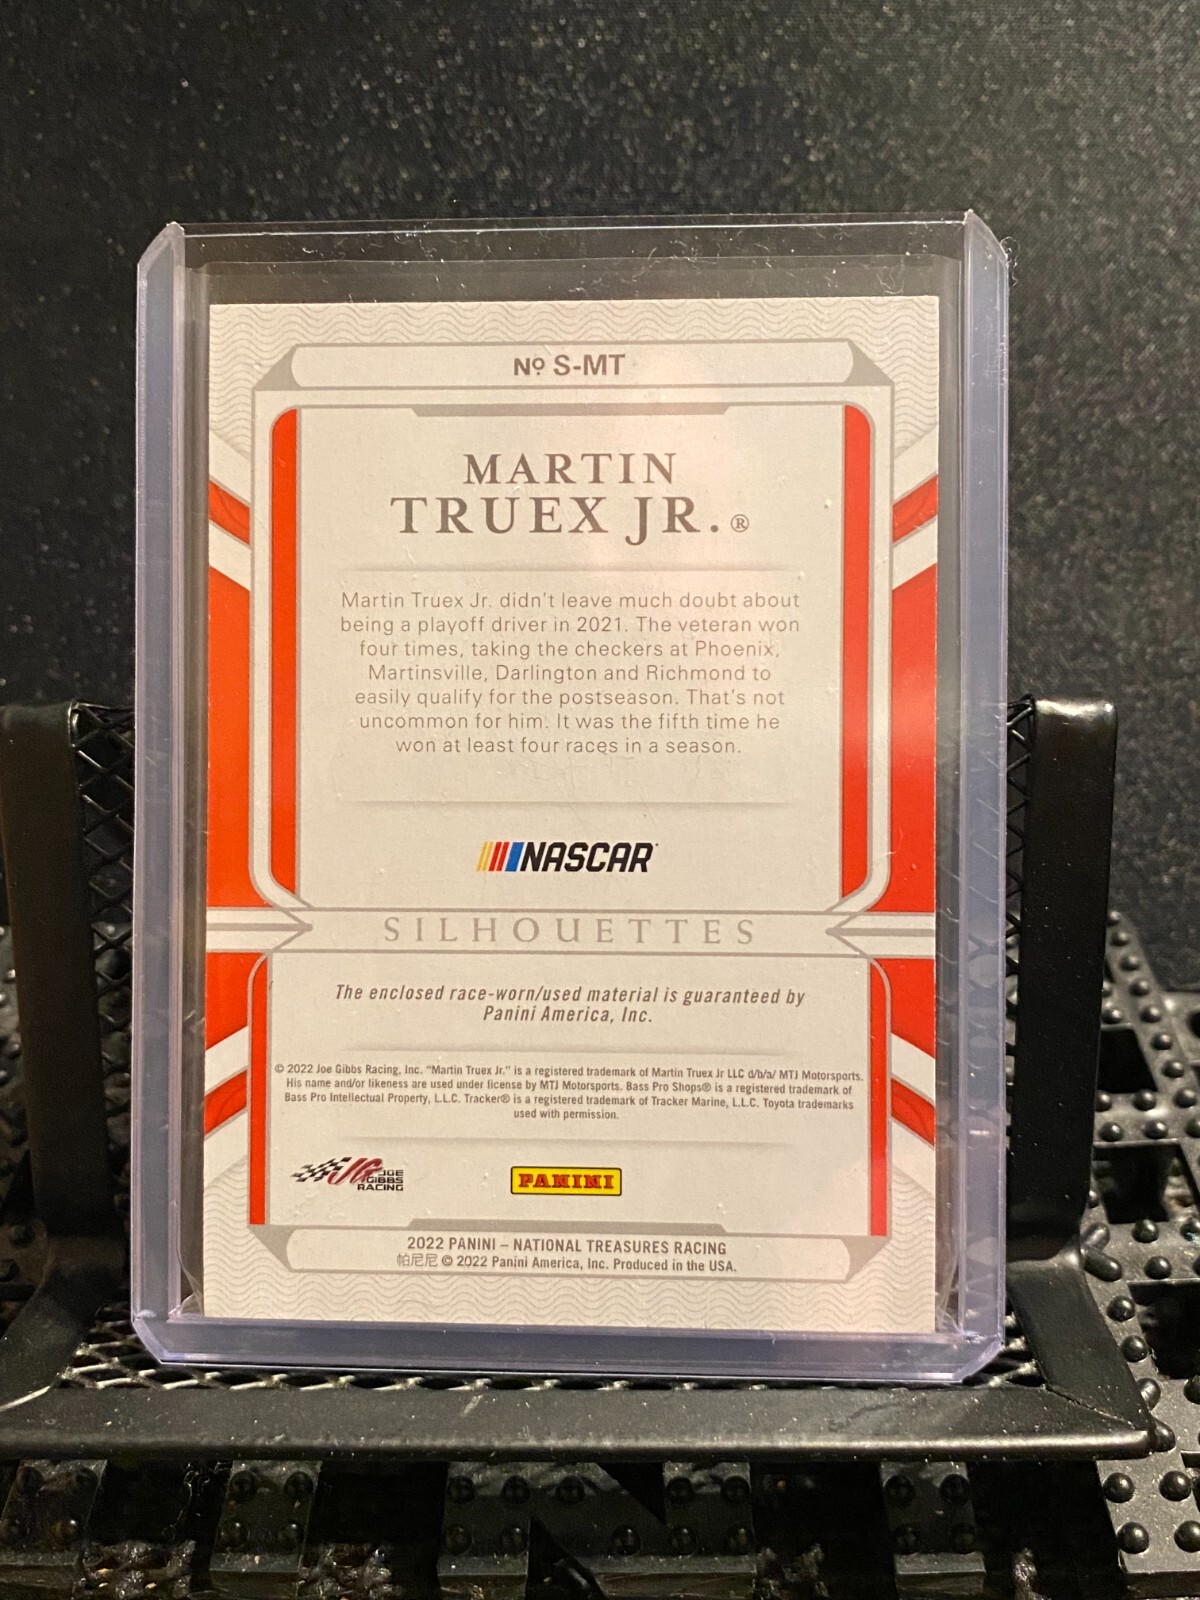 Nº S-MT
MARTIN
TRUEX JR.®
Martin Truex Jr. didn't leave much doubt about
being a playoff driver in 2021. The veteran won
four times, taking the checkers at Phoenix,
Martinsville, Darlington and Richmond to
easily qualify for the postseason. That's not
uncommon for him. It was the fifth time he
won at least four races in a season.
NASCAR
SILHOUETTES
The enclosed race-worn/used material is guaranteed by
Panini America, Inc.
© 2022 Joe Gibbs Racing, Inc. "Martin Truex Jr." is a registered trademark of Martin Truex Jr LLC d/b/a/ MTJ Motorsports.
His name and/or likeness are used under license by MTJ Motorsports. Bass Pro Shops® is a registered trademark of
Bass Pro Intellectual Property, L.L.C. Tracker® is a registered trademark of Tracker Marine, L.L.C. Toyota trademarks
used with permission.
JG JOE GIBBS RACING
PANINI
2022 PANINI – NATIONAL TREASURES RACING
帕尼尼 © 2022 Panini America, Inc. Produced in the USA.